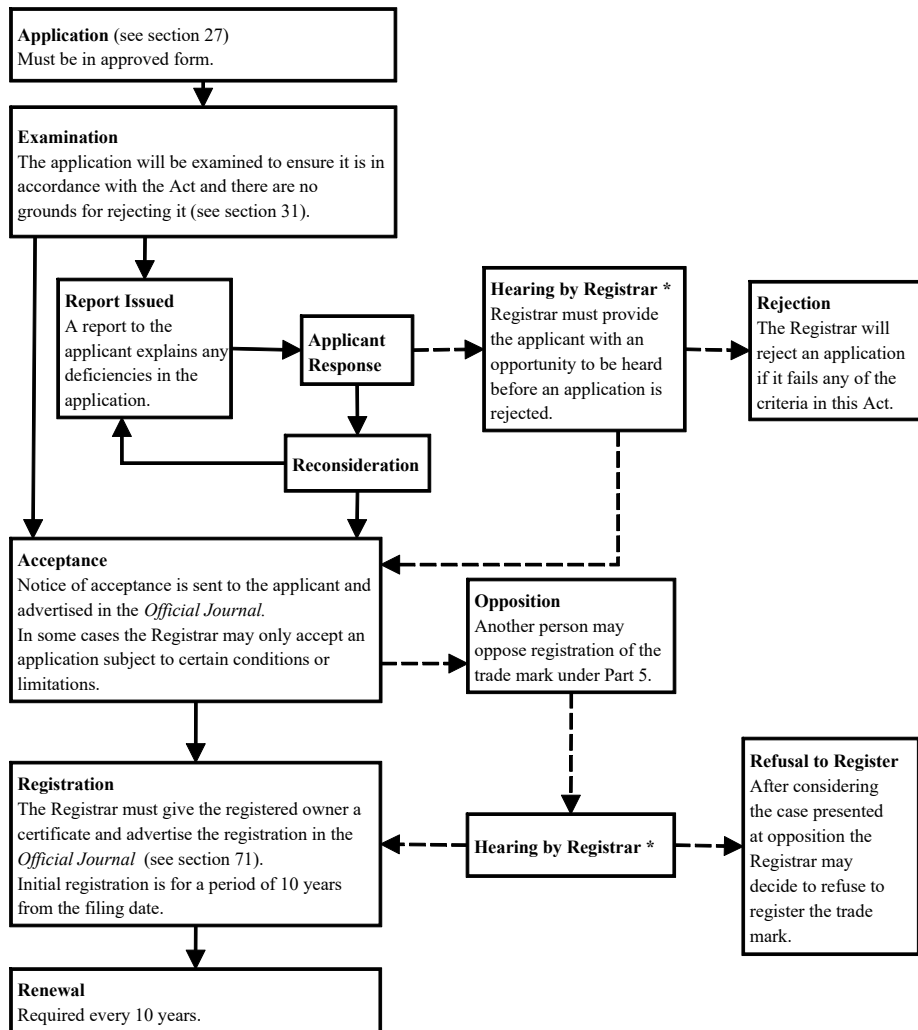 Application (see section 27)
Must be in approved form.
Examination
The application will be examined to ensure it is in
accordance with the Act and there are no
grounds for rejecting it (see section 31).
Report Issued
A report to the
applicant explains any
deficiencies in the
application.
Applicant
Response
Hearing by Registrar *
Registrar must provide
the applicant with an
opportunity to be heard
before an application is
rejected.
Rejection
The Registrar will
reject an application
if it fails any of the
criteria in this Act.
Reconsideration
Acceptance
Notice of acceptance is sent to the applicant and
advertised in the Official Journal.
In some cases the Registrar may only accept an
application subject to certain conditions or
limitations.
Opposition
Another person may
oppose registration of the
trade mark under Part 5.
Registration
The Registrar must give the registered owner a
certificate and advertise the registration in the
Official Journal (see section 71).
Initial registration is for a period of 10 years
from the filing date.
Hearing by Registrar *
Refusal to Register
After considering
the case presented
at opposition the
Registrar may
decide to refuse to
register the trade
mark.
Renewal
Required every 10 years.